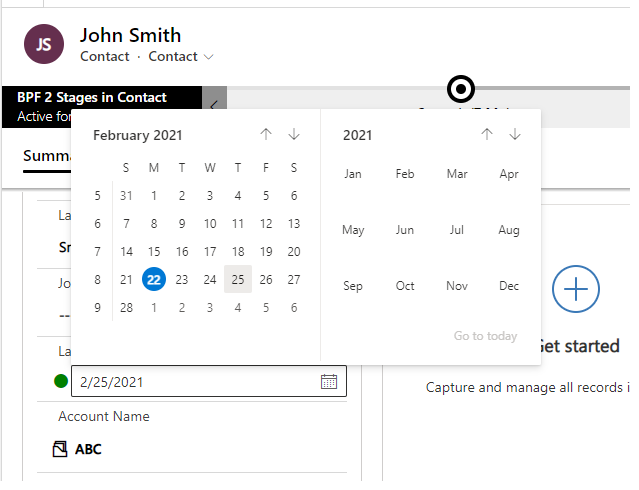 JS
John Smith
Contact · Contact
BPF 2 Stages in Contact
Active for
Summa
February 2021
S M T W T F S
5 31 1 2 3 4 5 6
6 7 8 9 10 11 12 13
7 14 15 16 17 18 19 20
8 21 22 23 24 25 26 27
9 28 1 2 3 4 5 6
2021
Jan Feb Mar Apr
May Jun Jul Aug
Sep Oct Nov Dec
Go to today
La
Sr
Jo
--
La
2/25/2021
Account Name
ABC
Get started
Capture and manage all records i